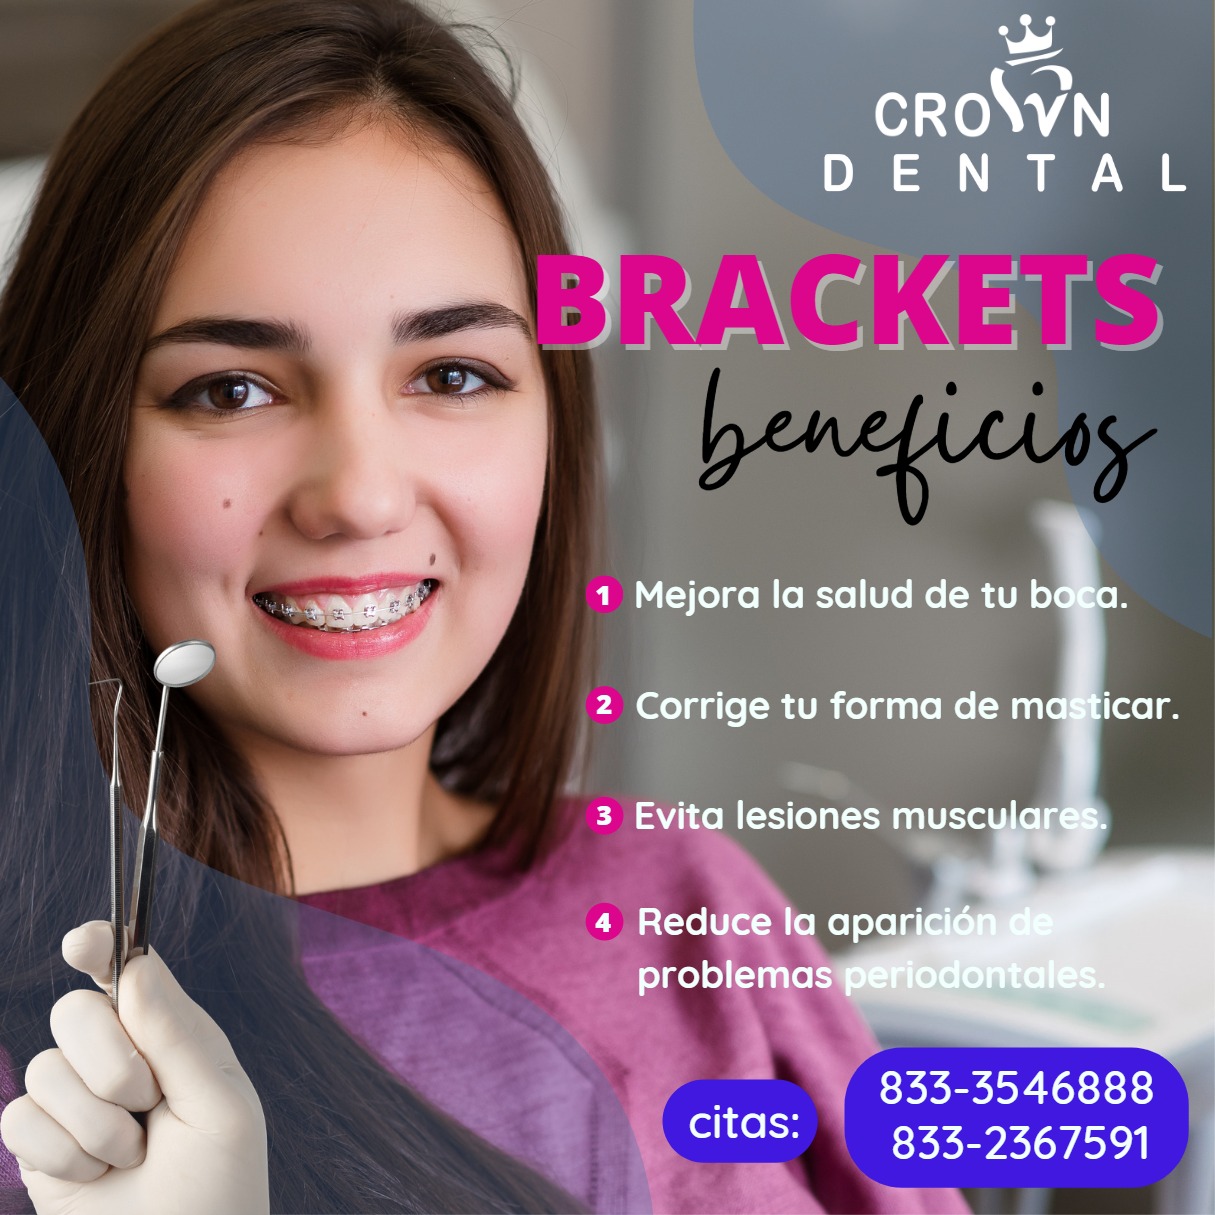 CROWN
DENTAL
BRACKETS
beneficios
1 Mejora la salud de tu boca.
2 Corrige tu forma de masticar.
3 Evita lesiones musculares.
4 Reduce la aparición de
problemas periodontales.
citas:
833-3546888
833-2367591